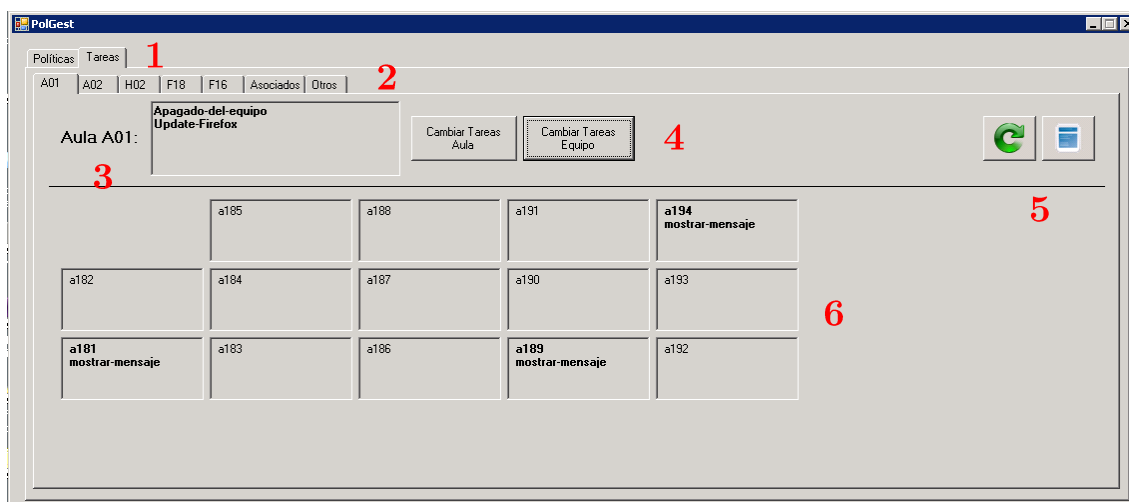 PolGest
Políticas Tareas 1
A01 A02 H02 F18 F16 Asociados Otros 2
Aula A01:
Apagado-del-equipo
Update-Firefox
Cambiar Tareas
Aula
Cambiar Tareas
Equipo
4
3
5
a185 a188 a191 a194
mostrar-mensaje
a182 a184 a187 a190 a193
6
a181 a183 a186 a189 a192
mostrar-mensaje mostrar-mensaje